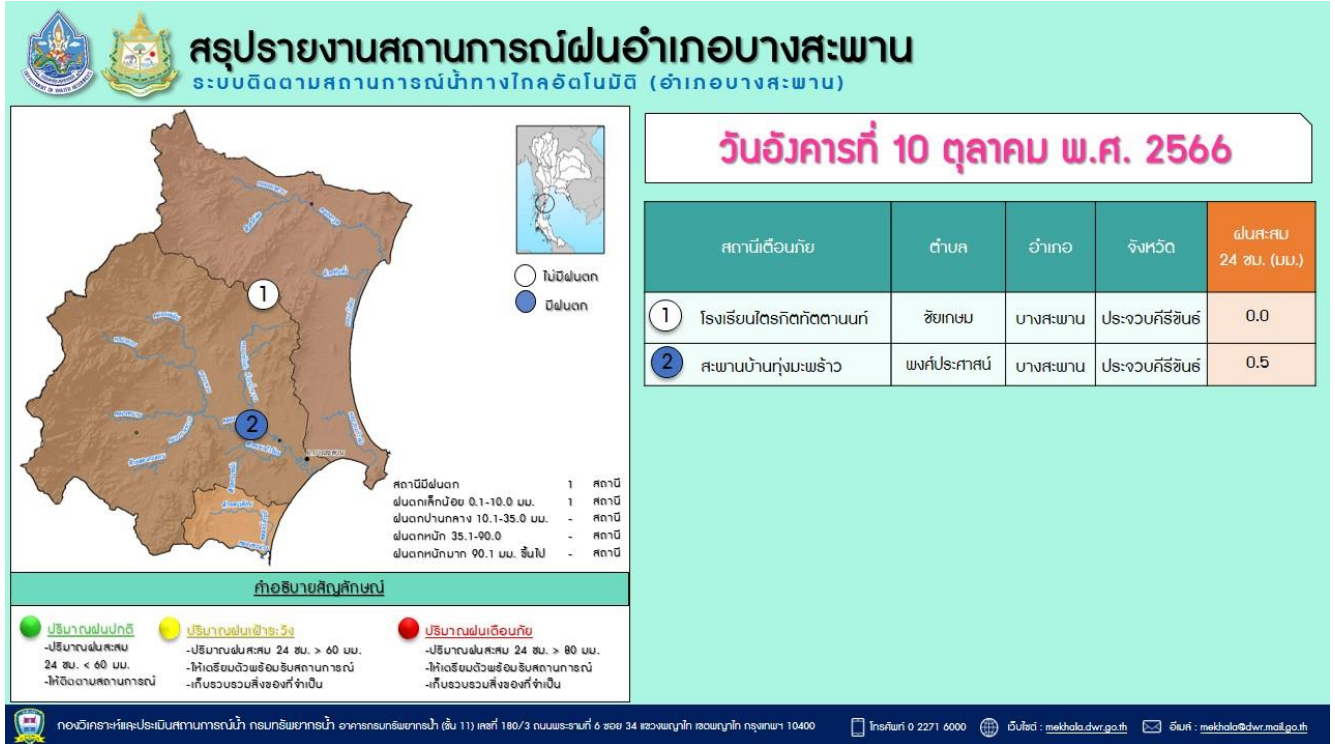 สรุปรายงานสถานการณ์ฝนอำเภอบางสะพาน
ระบบติดตามสถานการณ์น้ำทางไกลอัตโนมัติ (อำเภอบางสะพาน)
1
2
ไม่มีฝนตก
มีฝนตก
สถานีมีฝนตก 1 สถานี
ฝนตกเล็กน้อย 0.1-10.0 มม. 1 สถานี
ฝนตกปานกลาง 10.1-35.0 มม. - สถานี
ฝนตกหนัก 35.1-90.0 - สถานี
ฝนตกหนักมาก 90.1 มม. ขึ้นไป - สถานี
คำอธิบายสัญลักษณ์
ปริมาณฝนปกติ
-ปริมาณฝนสะสม
24 ชม. < 60 มม.
-ให้ติดตามสถานการณ์
ปริมาณฝนเฝ้าระวัง
-ปริมาณฝนสะสม 24 ชม. > 60 มม.
-ให้เตรียมตัวพร้อมรับสถานการณ์
-เก็บรวบรวมสิ่งของที่จำเป็น
ปริมาณฝนเตือนภัย
-ปริมาณฝนสะสม 24 ชม. > 80 มม.
-ให้เตรียมตัวพร้อมรับสถานการณ์
-เก็บรวบรวมสิ่งของที่จำเป็น
วันอังคารที่ 10 ตุลาคม พ.ศ. 2566
สถานีเตือนภัย ตำบล อำเภอ จังหวัด ฝนสะสม
24 ชม. (มม.)
1 โรงเรียนไตรกิตทัตตานนท์ ชัยเกษม บางสะพาน ประจวบคีรีขันธ์ 0.0
2 สะพานบ้านทุ่งมะพร้าว พงศ์ประศาสน์ บางสะพาน ประจวบคีรีขันธ์ 0.5
กองวิเคราะห์และประเมินสถานการณ์น้ำ กรมทรัพยากรน้ำ อาคารกรมทรัพยากรน้ำ (ชั้น 11) เลขที่ 180/3 ถนนพระรามที่ 6 ซอย 34 แขวงพญาไท เขตพญาไท กรุงเทพฯ 10400 โทรศัพท์ 0 2271 6000 เว็บไซต์ : mekhala.dwr.go.th อีเมล์ : mekhala@dwr.mail.go.th